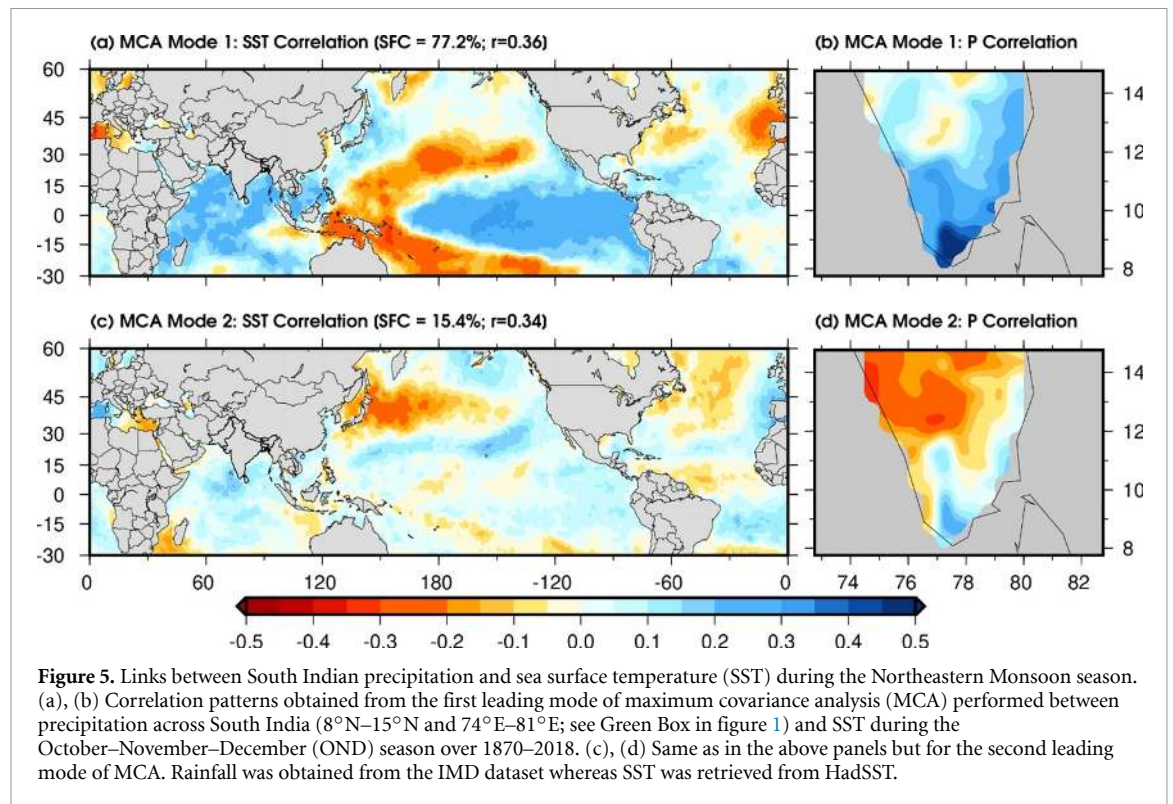 (a) MCA Mode 1: SST Correlation (SFC = 77.2%; r=0.36)
(b) MCA Mode 1: P Correlation
60
45
30
15
0
-15
-30
14
12
10
8
(c) MCA Mode 2: SST Correlation (SFC = 15.4%; r=0.34)
(d) MCA Mode 2: P Correlation
60
45
30
15
0
-15
-30
14
12
10
8
0 60 120 180 -120 -60 0
74 76 78 80 82
-0.5 -0.4 -0.3 -0.2 -0.1 0.0 0.1 0.2 0.3 0.4 0.5
Figure 5. Links between South Indian precipitation and sea surface temperature (SST) during the Northeastern Monsoon season.
(a), (b) Correlation patterns obtained from the first leading mode of maximum covariance analysis (MCA) performed between
precipitation across South India (8°N–15°N and 74°E–81°E; see Green Box in figure 1) and SST during the
October–November–December (OND) season over 1870–2018. (c), (d) Same as in the above panels but for the second leading
mode of MCA. Rainfall was obtained from the IMD dataset whereas SST was retrieved from HadSST.